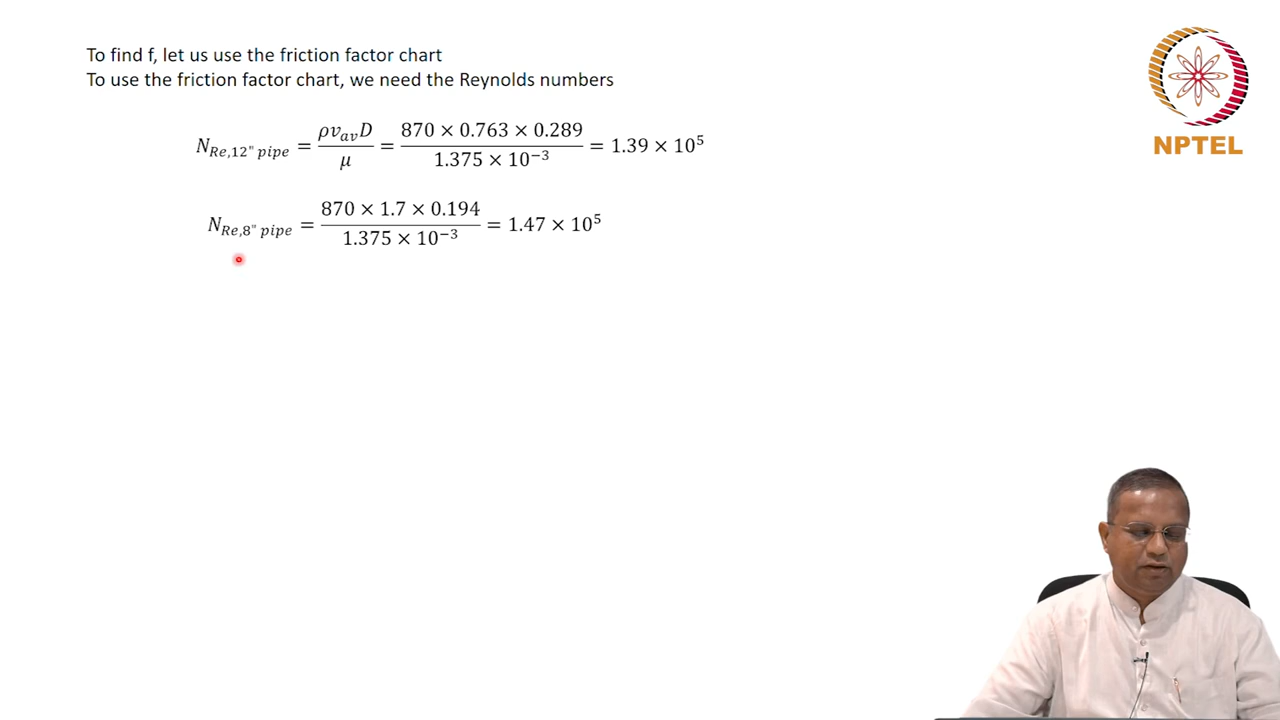 To find f, let us use the friction factor chart
To use the friction factor chart, we need the Reynolds numbers
N_{Re,12" pipe} = \frac{ρv_{av}D}{μ} = \frac{870 × 0.763 × 0.289}{1.375 × 10^{−3}} = 1.39 × 10^5
N_{Re,8" pipe} = \frac{870 × 1.7 × 0.194}{1.375 × 10^{−3}} = 1.47 × 10^5
NPTEL